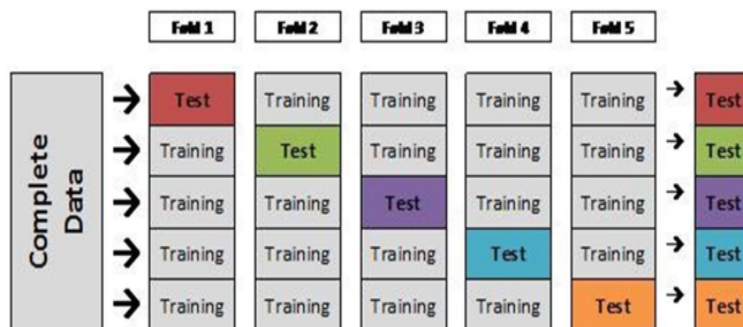 Fold 1 Fold 2 Fold 3 Fold 4 Fold 5
Complete
Data
Test Training Training Training Training Test
Training Test Training Training Training Test
Training Training Test Training Training Test
Training Training Training Test Training Test
Training Training Training Training Test Test